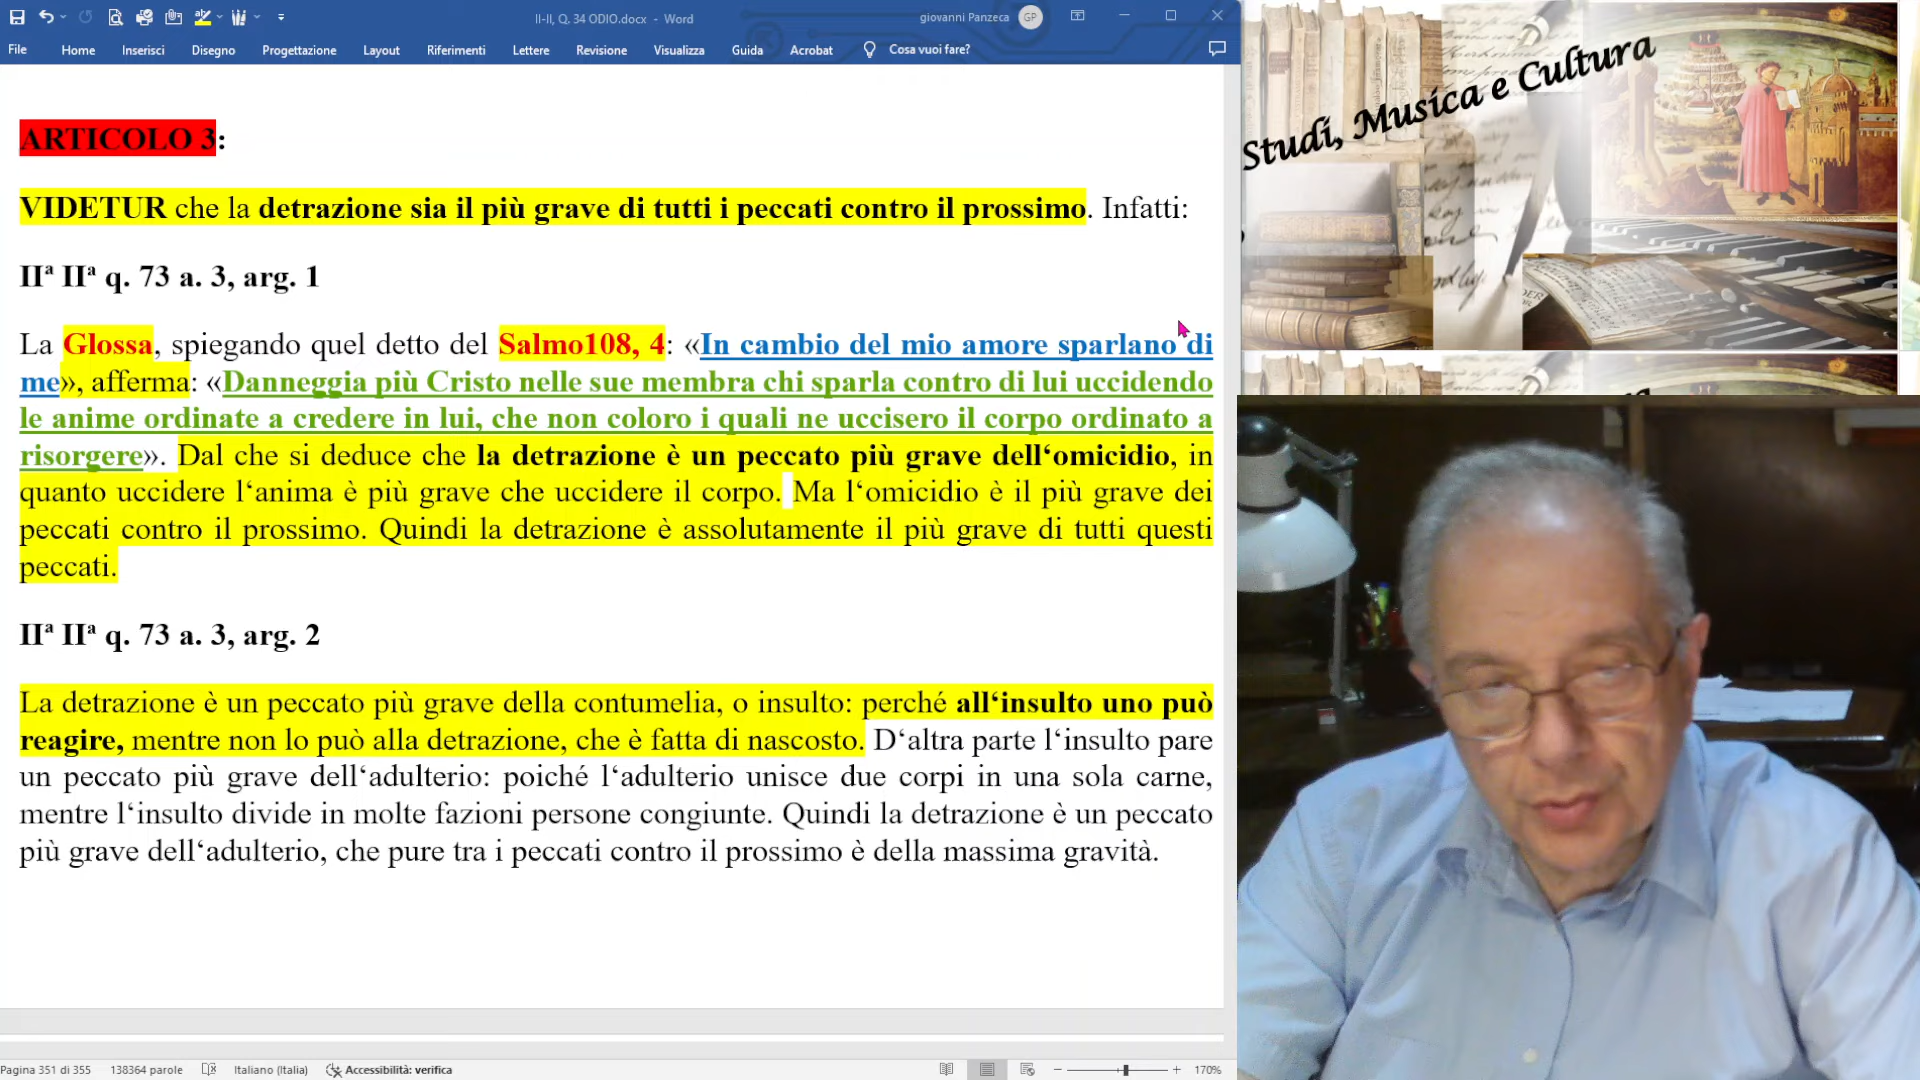 II-II, Q. 34 ODIO.docx - Word
giovanni Panzeca GP
File Home Inserisci Disegno Progettazione Layout Riferimenti Lettere Revisione Visualizza Guida Acrobat Cosa vuoi fare?
Studi, Musica e Cultura
ARTICOLO 3:
VIDETUR che la detrazione sia il più grave di tutti i peccati contro il prossimo. Infatti:
IIª IIª q. 73 a. 3, arg. 1
La Glossa, spiegando quel detto del Salmo108, 4: «In cambio del mio amore sparlano di
me», afferma: «Danneggia più Cristo nelle sue membra chi sparla contro di lui uccidendo
le anime ordinate a credere in lui, che non coloro i quali ne uccisero il corpo ordinato a
risorgere». Dal che si deduce che la detrazione è un peccato più grave dell‘omicidio, in
quanto uccidere l‘anima è più grave che uccidere il corpo. Ma l‘omicidio è il più grave dei
peccati contro il prossimo. Quindi la detrazione è assolutamente il più grave di tutti questi
peccati.
IIª IIª q. 73 a. 3, arg. 2
La detrazione è un peccato più grave della contumelia, o insulto: perché all‘insulto uno può
reagire, mentre non lo può alla detrazione, che è fatta di nascosto. D‘altra parte l‘insulto pare
un peccato più grave dell‘adulterio: poiché l‘adulterio unisce due corpi in una sola carne,
mentre l‘insulto divide in molte fazioni persone congiunte. Quindi la detrazione è un peccato
più grave dell‘adulterio, che pure tra i peccati contro il prossimo è della massima gravità.
Pagina 351 di 355 138364 parole Italiano (Italia) Accessibilità: verifica 170%